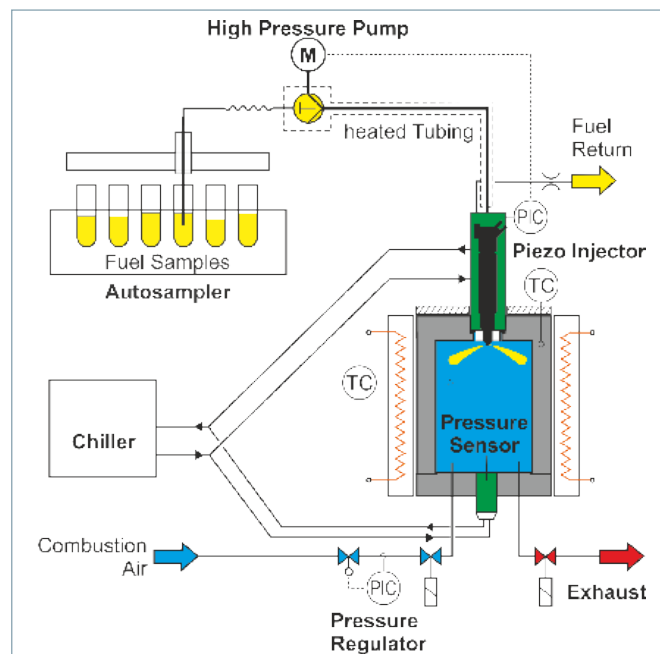 High Pressure Pump
M
heated Tubing
Fuel
Return
PIC
Piezo Injector
Fuel Samples
Autosampler
TC
TC
Chiller
Pressure
Sensor
Combustion
Air
PIC
Pressure
Regulator
Exhaust